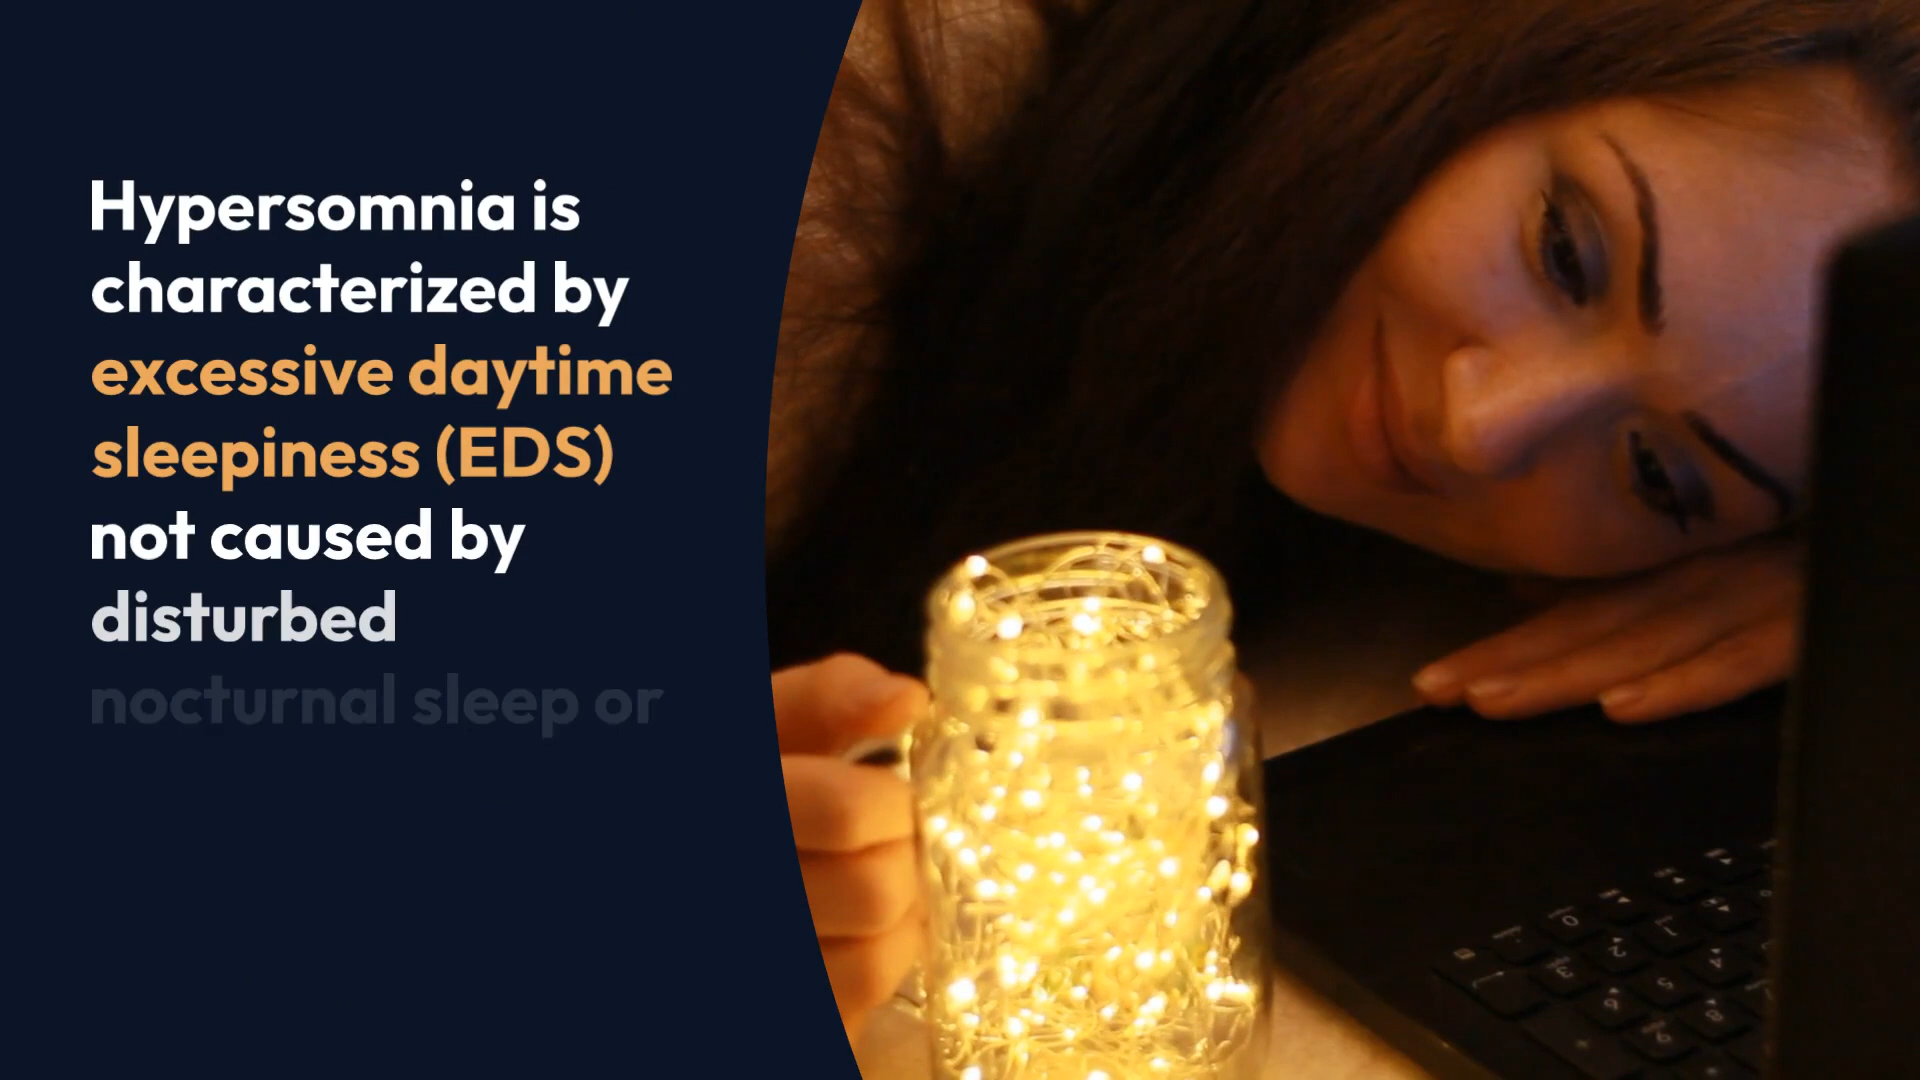 Hypersomnia is
characterized by
excessive daytime
sleepiness (EDS)
not caused by
disturbed
nocturnal sleep or